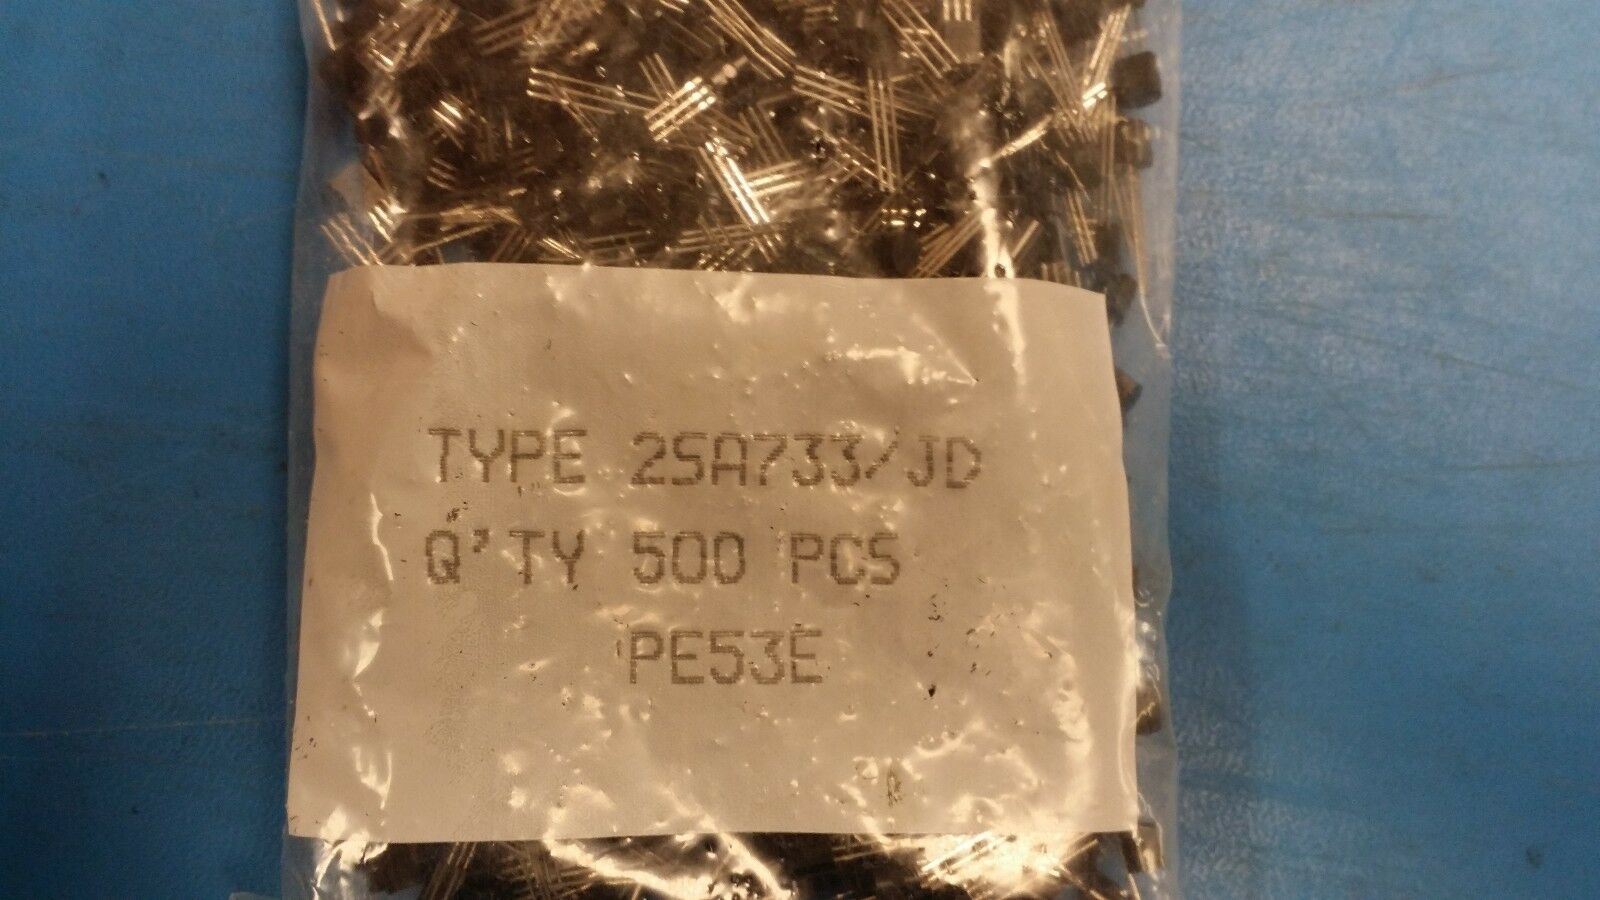 TYPE 2SA733/JD
Q'TY 500 PCS
PE53E